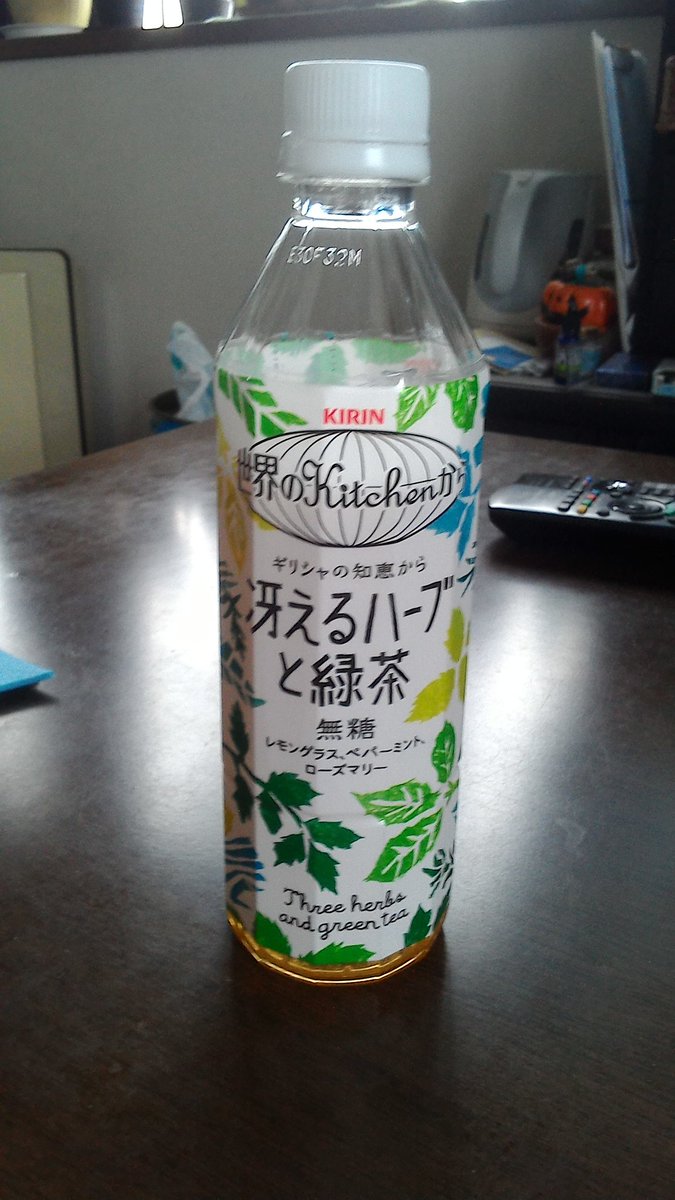 E30F32M
KIRIN
世界のKitchenから
ギリシャの知恵から
冴えるハーブ
と緑茶
無糖
レモングラス、ペパーミント、
ローズマリー
Three herbs
and green tea